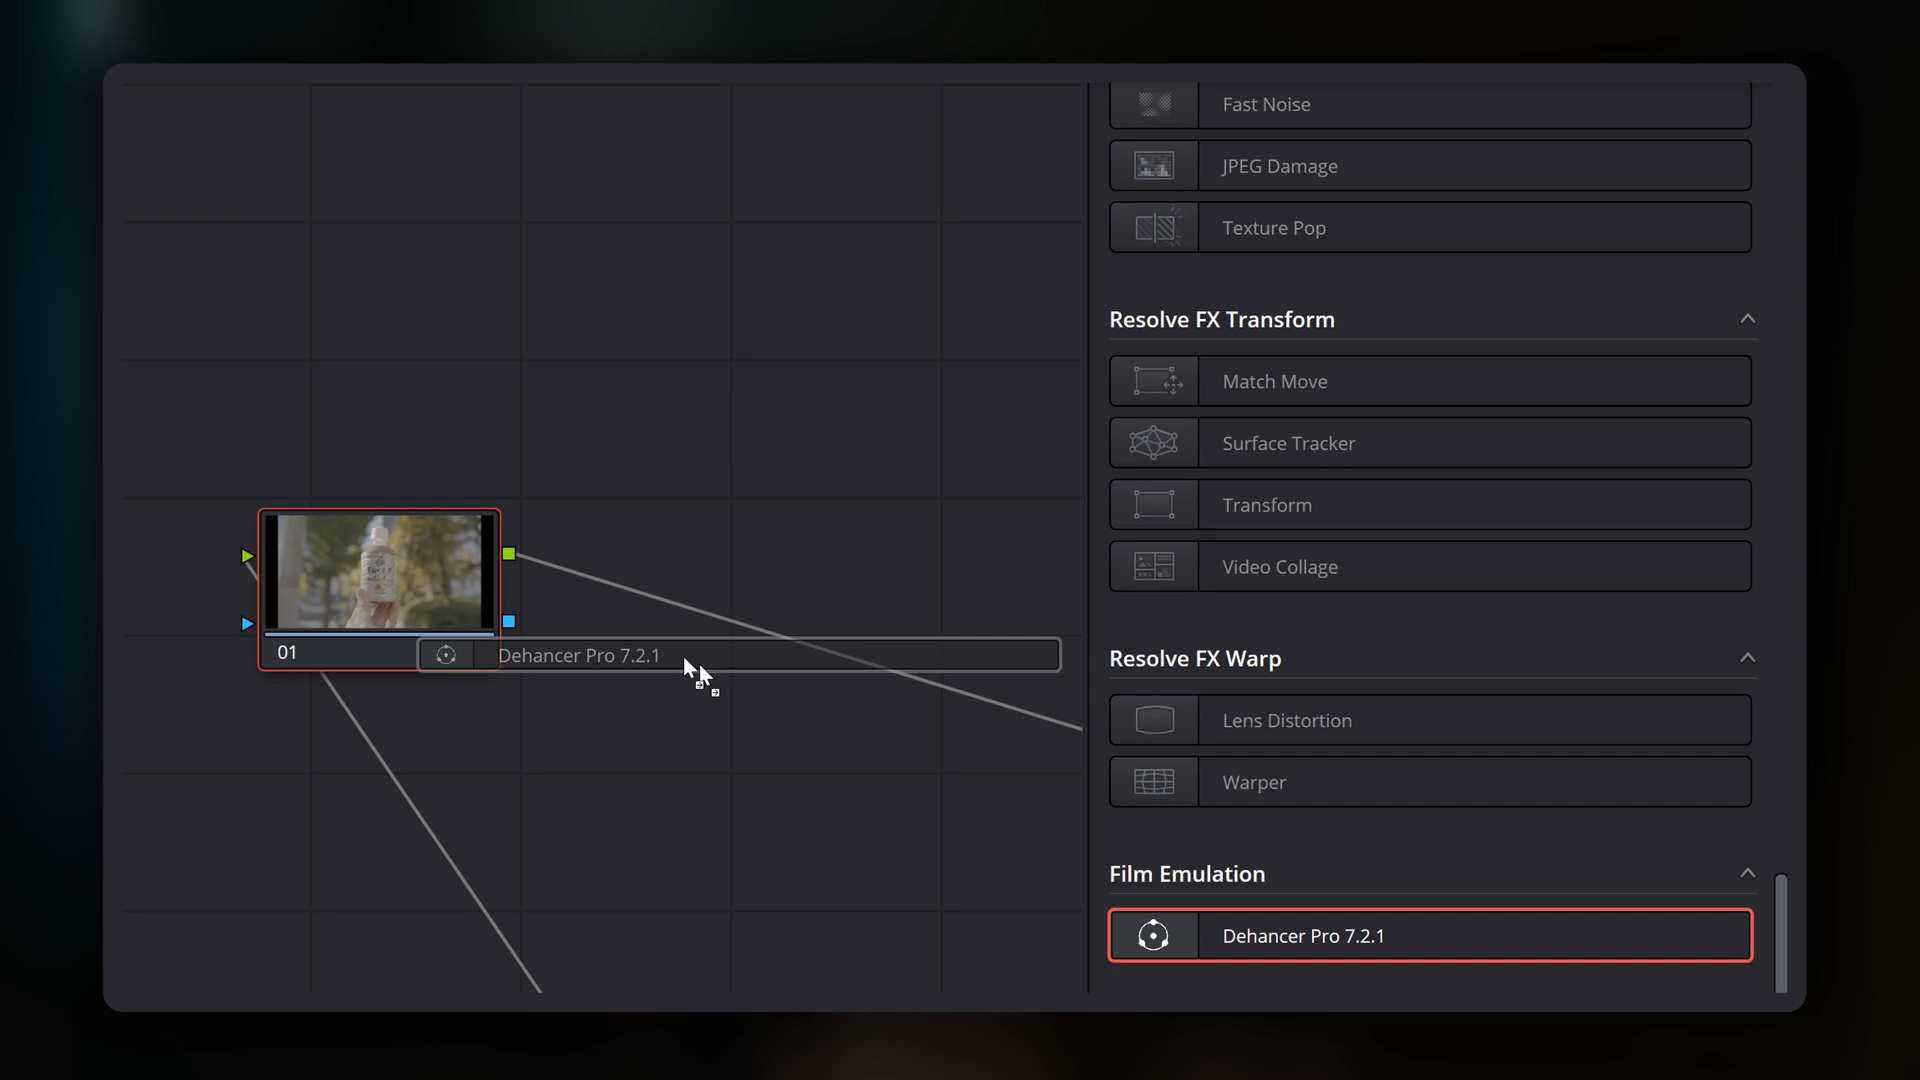 Fast Noise
JPEG Damage
Texture Pop
Resolve FX Transform
Match Move
Surface Tracker
Transform
Video Collage
01
Dehancer Pro 7.2.1
Resolve FX Warp
Lens Distortion
Warper
Film Emulation
Dehancer Pro 7.2.1